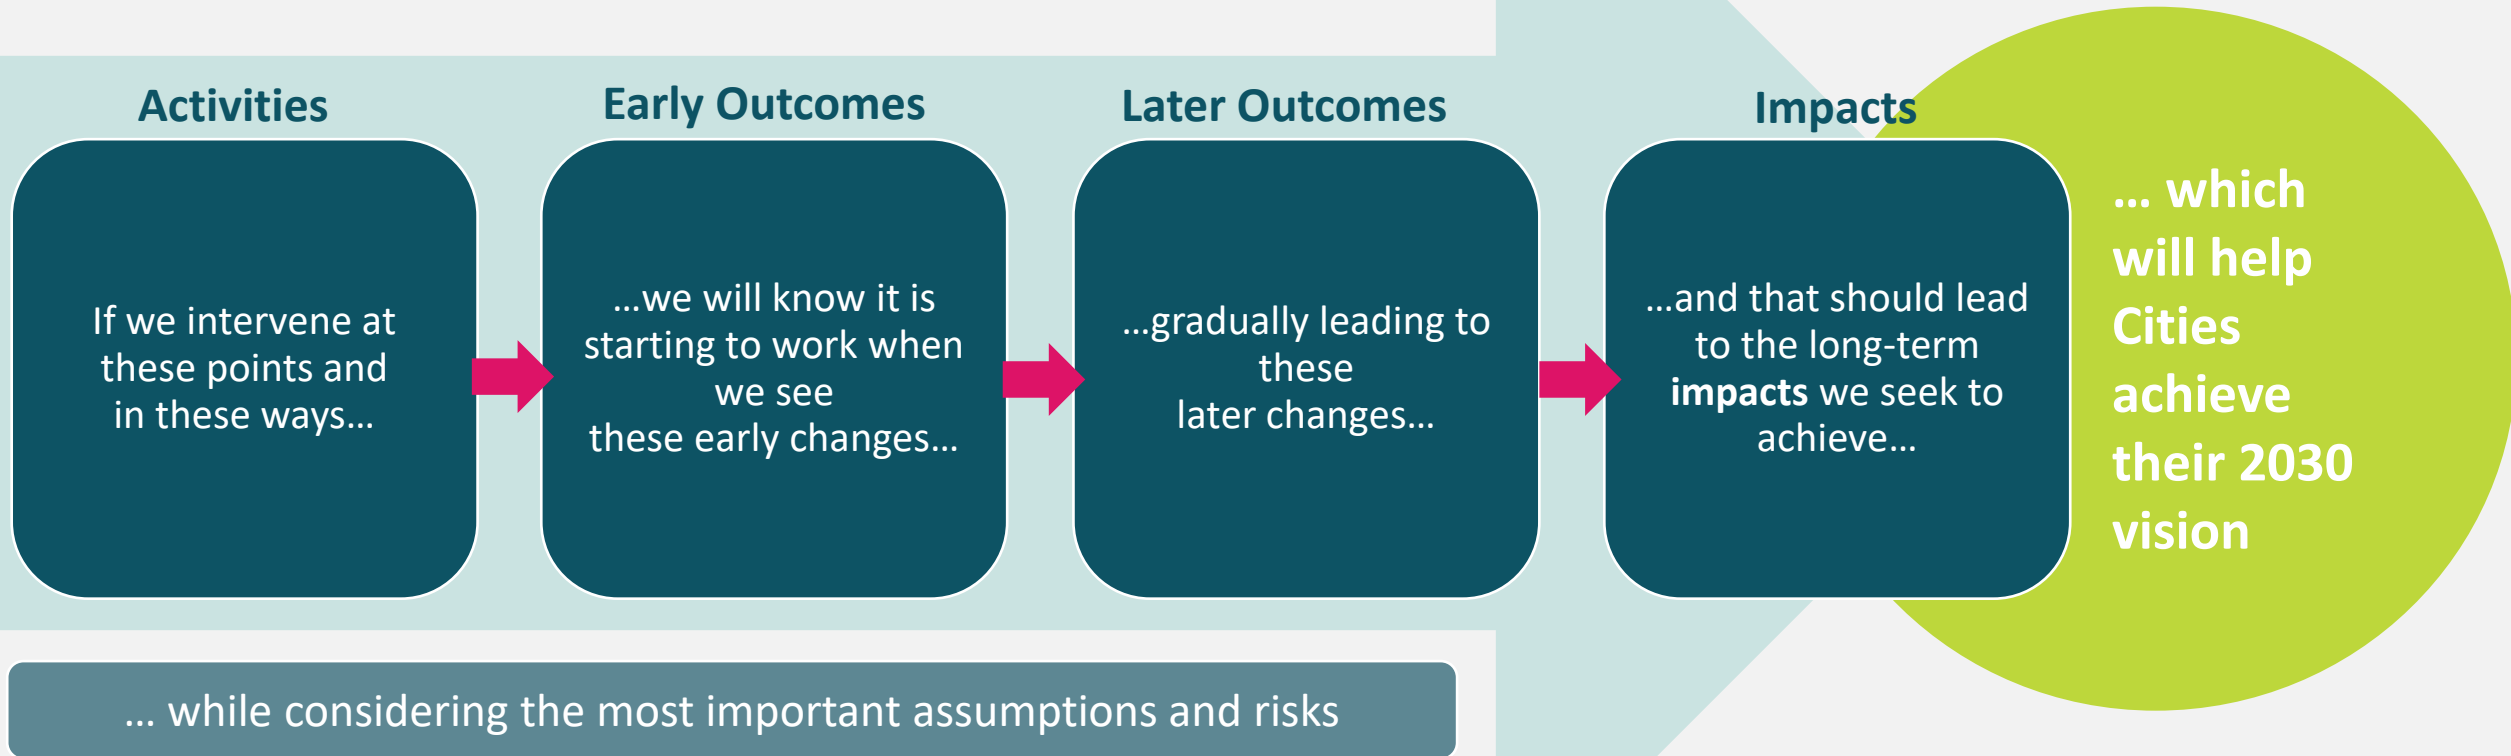 Activities
If we intervene at
these points and
in these ways...
Early Outcomes
...we will know it is
starting to work when
we see
these early changes...
Later Outcomes
...gradually leading to
these
later changes...
Impacts
...and that should lead
to the long-term
impacts we seek to
achieve...
... which
will help
Cities
achieve
their 2030
vision
... while considering the most important assumptions and risks